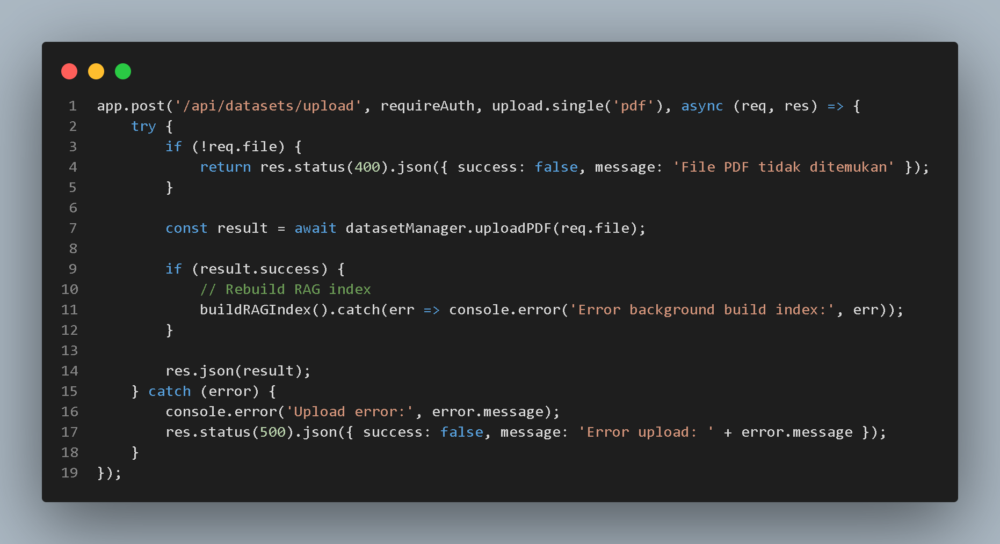 1 app.post('/api/datasets/upload', requireAuth, upload.single('pdf'), async (req, res) => {
2     try {
3         if (!req.file) {
4             return res.status(400).json({ success: false, message: 'File PDF tidak ditemukan' });
5         }
6
7         const result = await datasetManager.uploadPDF(req.file);
8
9         if (result.success) {
10             // Rebuild RAG index
11             buildRAGIndex().catch(err => console.error('Error background build index:', err));
12         }
13
14         res.json(result);
15     } catch (error) {
16         console.error('Upload error:', error.message);
17         res.status(500).json({ success: false, message: 'Error upload: ' + error.message });
18     }
19 });